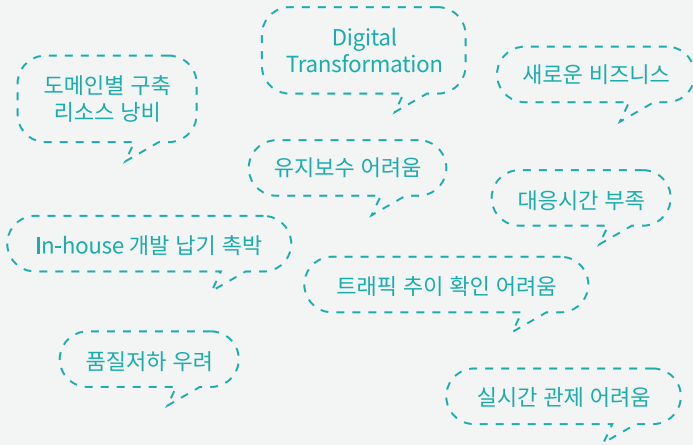 Digital
Transformation
도메인별 구축
리소스 낭비
새로운 비즈니스
유지보수 어려움
대응시간 부족
In-house 개발 납기 촉박
트래픽 추이 확인 어려움
품질저하 우려
실시간 관제 어려움